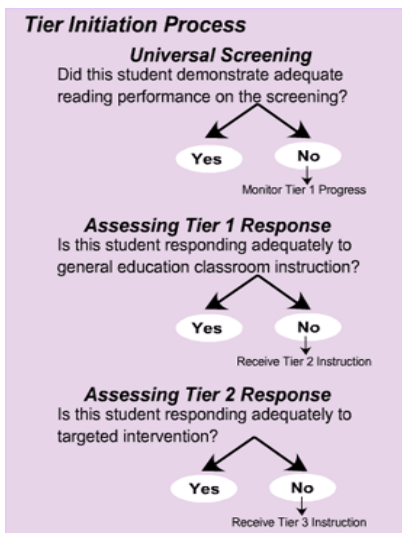 Tier Initiation Process
Universal Screening
Did this student demonstrate adequate
reading performance on the screening?
Yes
No
Monitor Tier 1 Progress
Assessing Tier 1 Response
Is this student responding adequately to
general education classroom instruction?
Yes
No
Receive Tier 2 Instruction
Assessing Tier 2 Response
Is this student responding adequately to
targeted intervention?
Yes
No
Receive Tier 3 Instruction